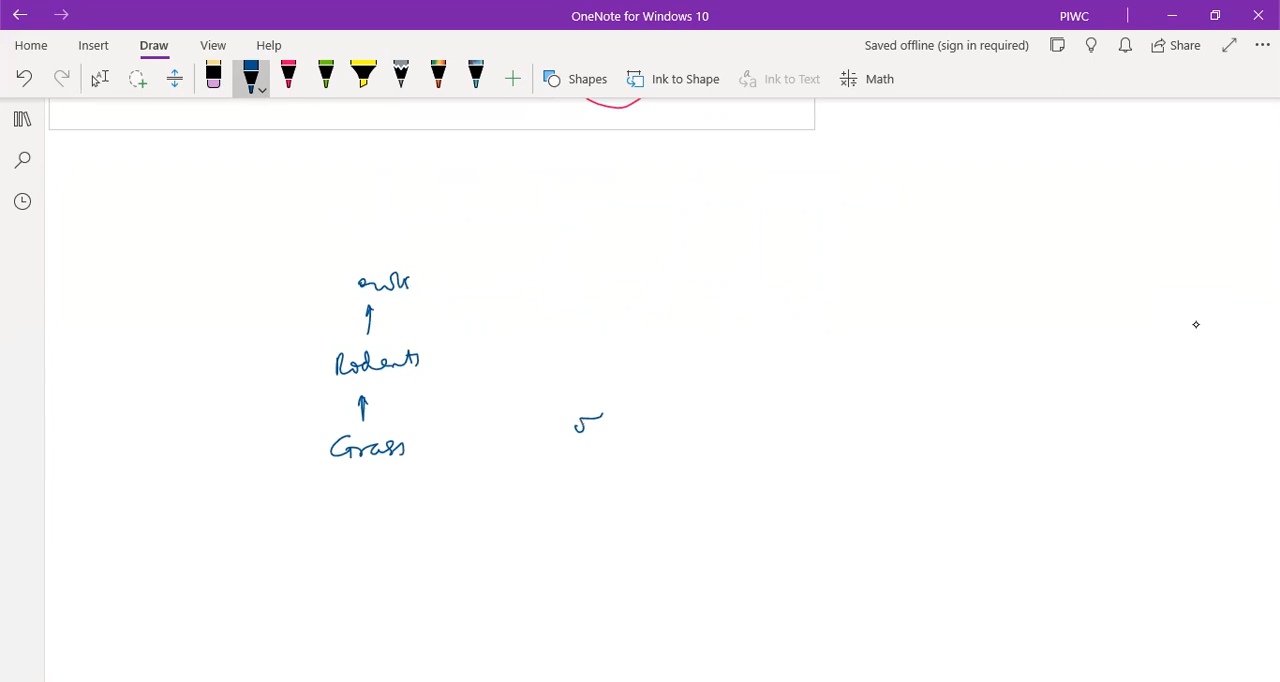 OneNote for Windows 10
PIWC
Home Insert Draw View Help
Saved offline (sign in required)
Share
Shapes Ink to Shape Ink to Text Math
Rodents
Grass
5